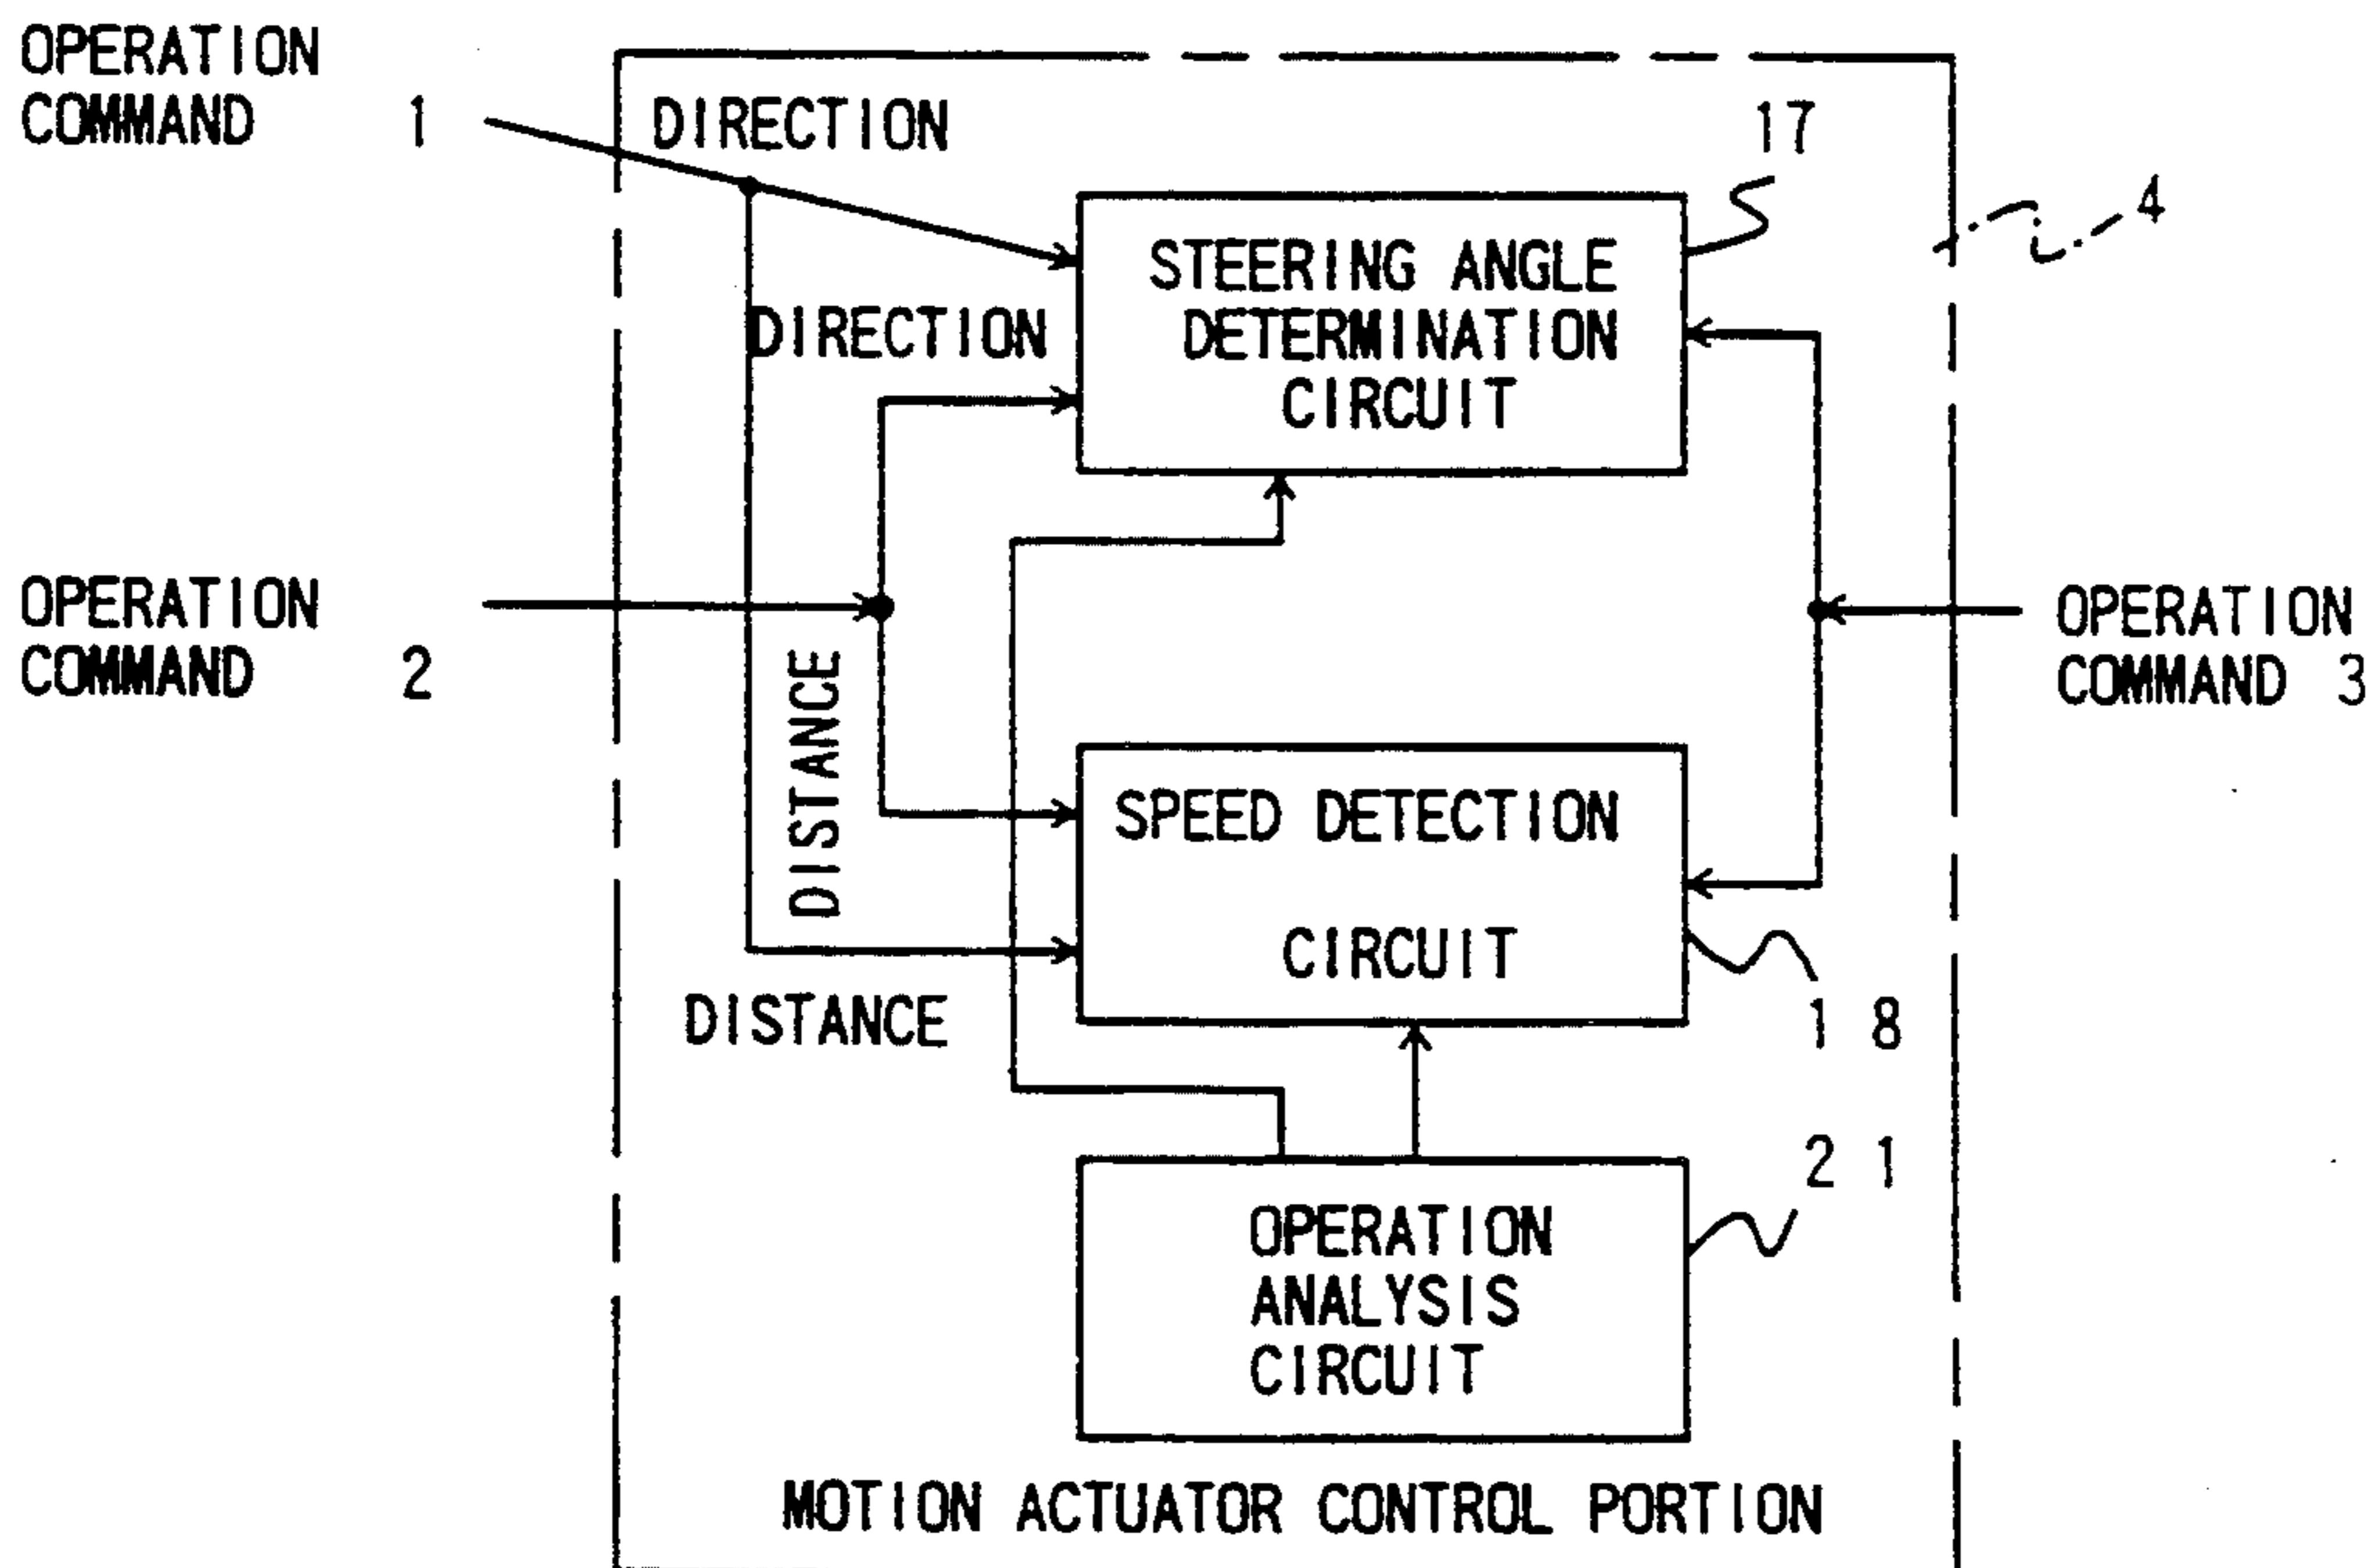 OPERATION
COMMAND 1
DIRECTION
17
4
STEERING ANGLE
DETERMINATION
CIRCUIT
DIRECTION
OPERATION
COMMAND 2
OPERATION
COMMAND 3
DISTANCE
SPEED DETECTION
CIRCUIT
DISTANCE
18
21
OPERATION
ANALYSIS
CIRCUIT
MOTION ACTUATOR CONTROL PORTION